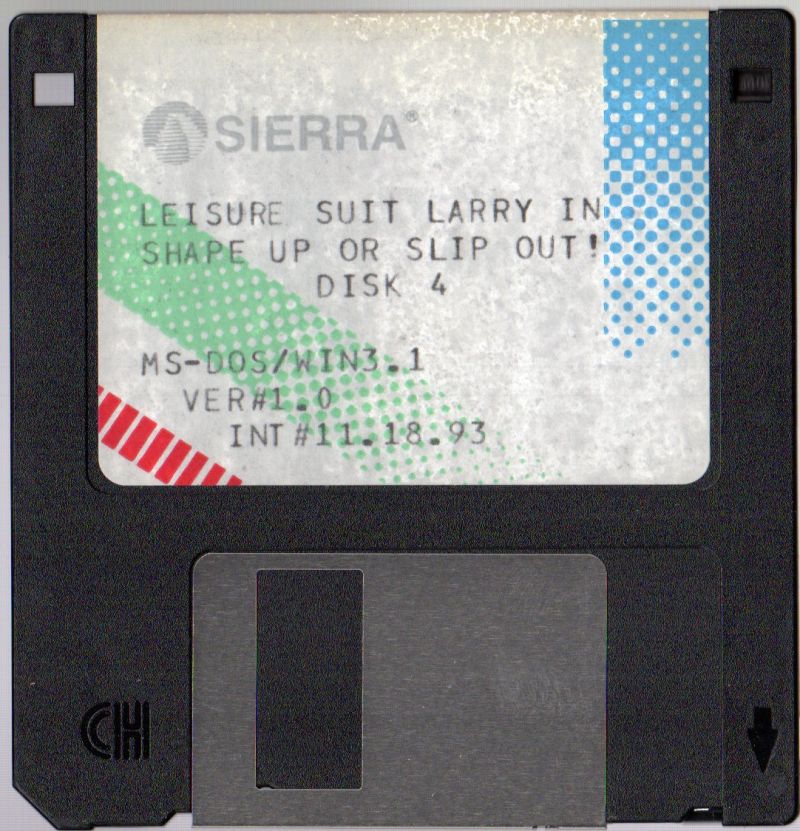 SIERRA®
LEISURE SUIT LARRY IN
SHAPE UP OR SLIP OUT!
DISK 4
MS-DOS/WIN3.1
VER#1.0
INT#11.18.93
CH